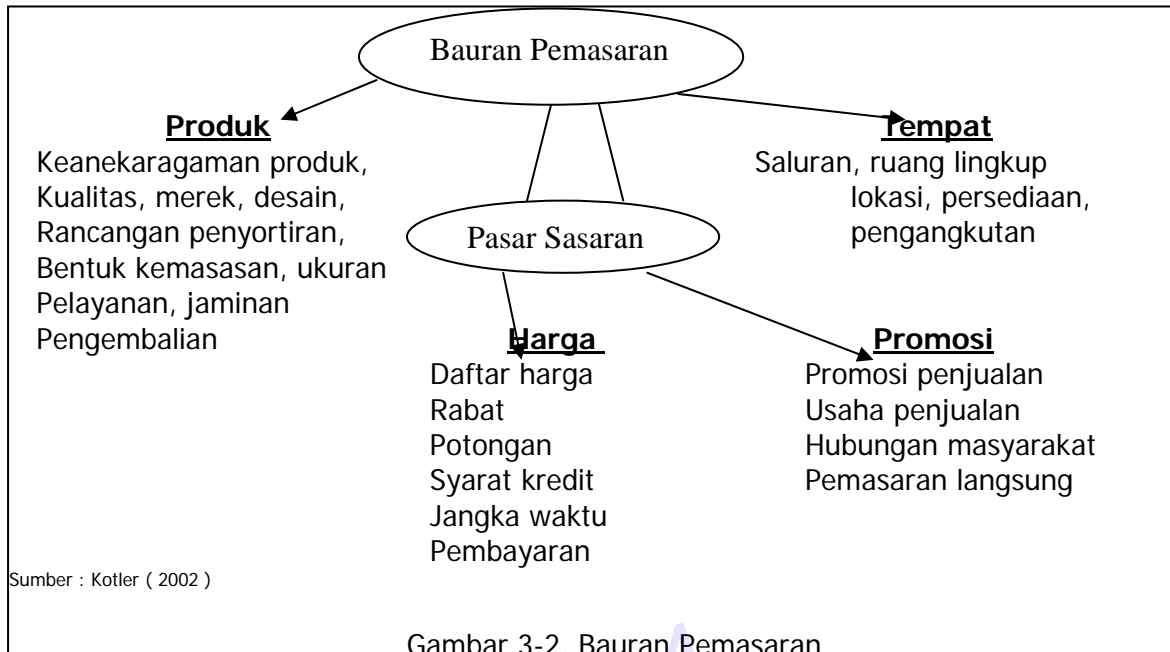 Bauran Pemasaran
Produk
Keanekaragaman produk,
Kualitas, merek, desain,
Rancangan penyortiran,
Bentuk kemasasan, ukuran
Pelayanan, jaminan
Pengembalian
Tempat
Saluran, ruang lingkup
lokasi, persediaan,
pengangkutan
Pasar Sasaran
Harga
Daftar harga
Rabat
Potongan
Syarat kredit
Jangka waktu
Pembayaran
Promosi
Promosi penjualan
Usaha penjualan
Hubungan masyarakat
Pemasaran langsung
Sumber : Kotler ( 2002 )
Gambar 3-2. Bauran Pemasaran